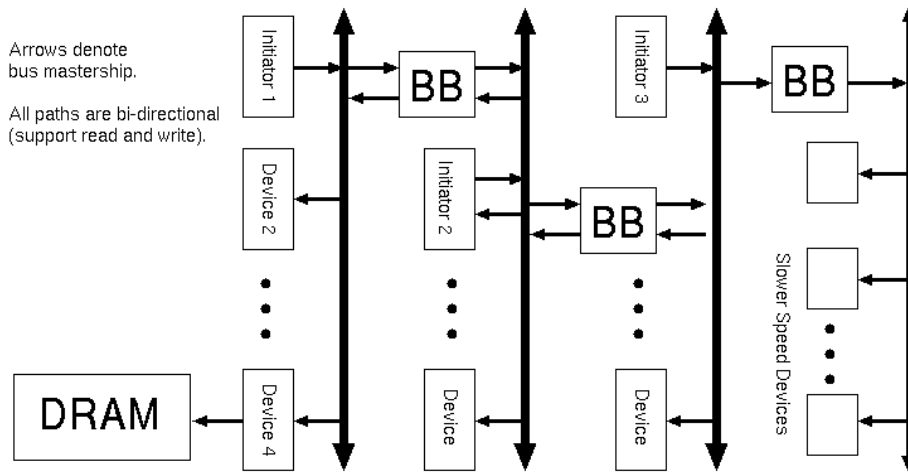 Arrows denote
bus mastership.
All paths are bi-directional
(support read and write).
Initiator 1
BB
Initiator 3
BB
Device 2
Initiator 2
BB
Slower Speed Devices
DRAM
Device 4
Device
Device